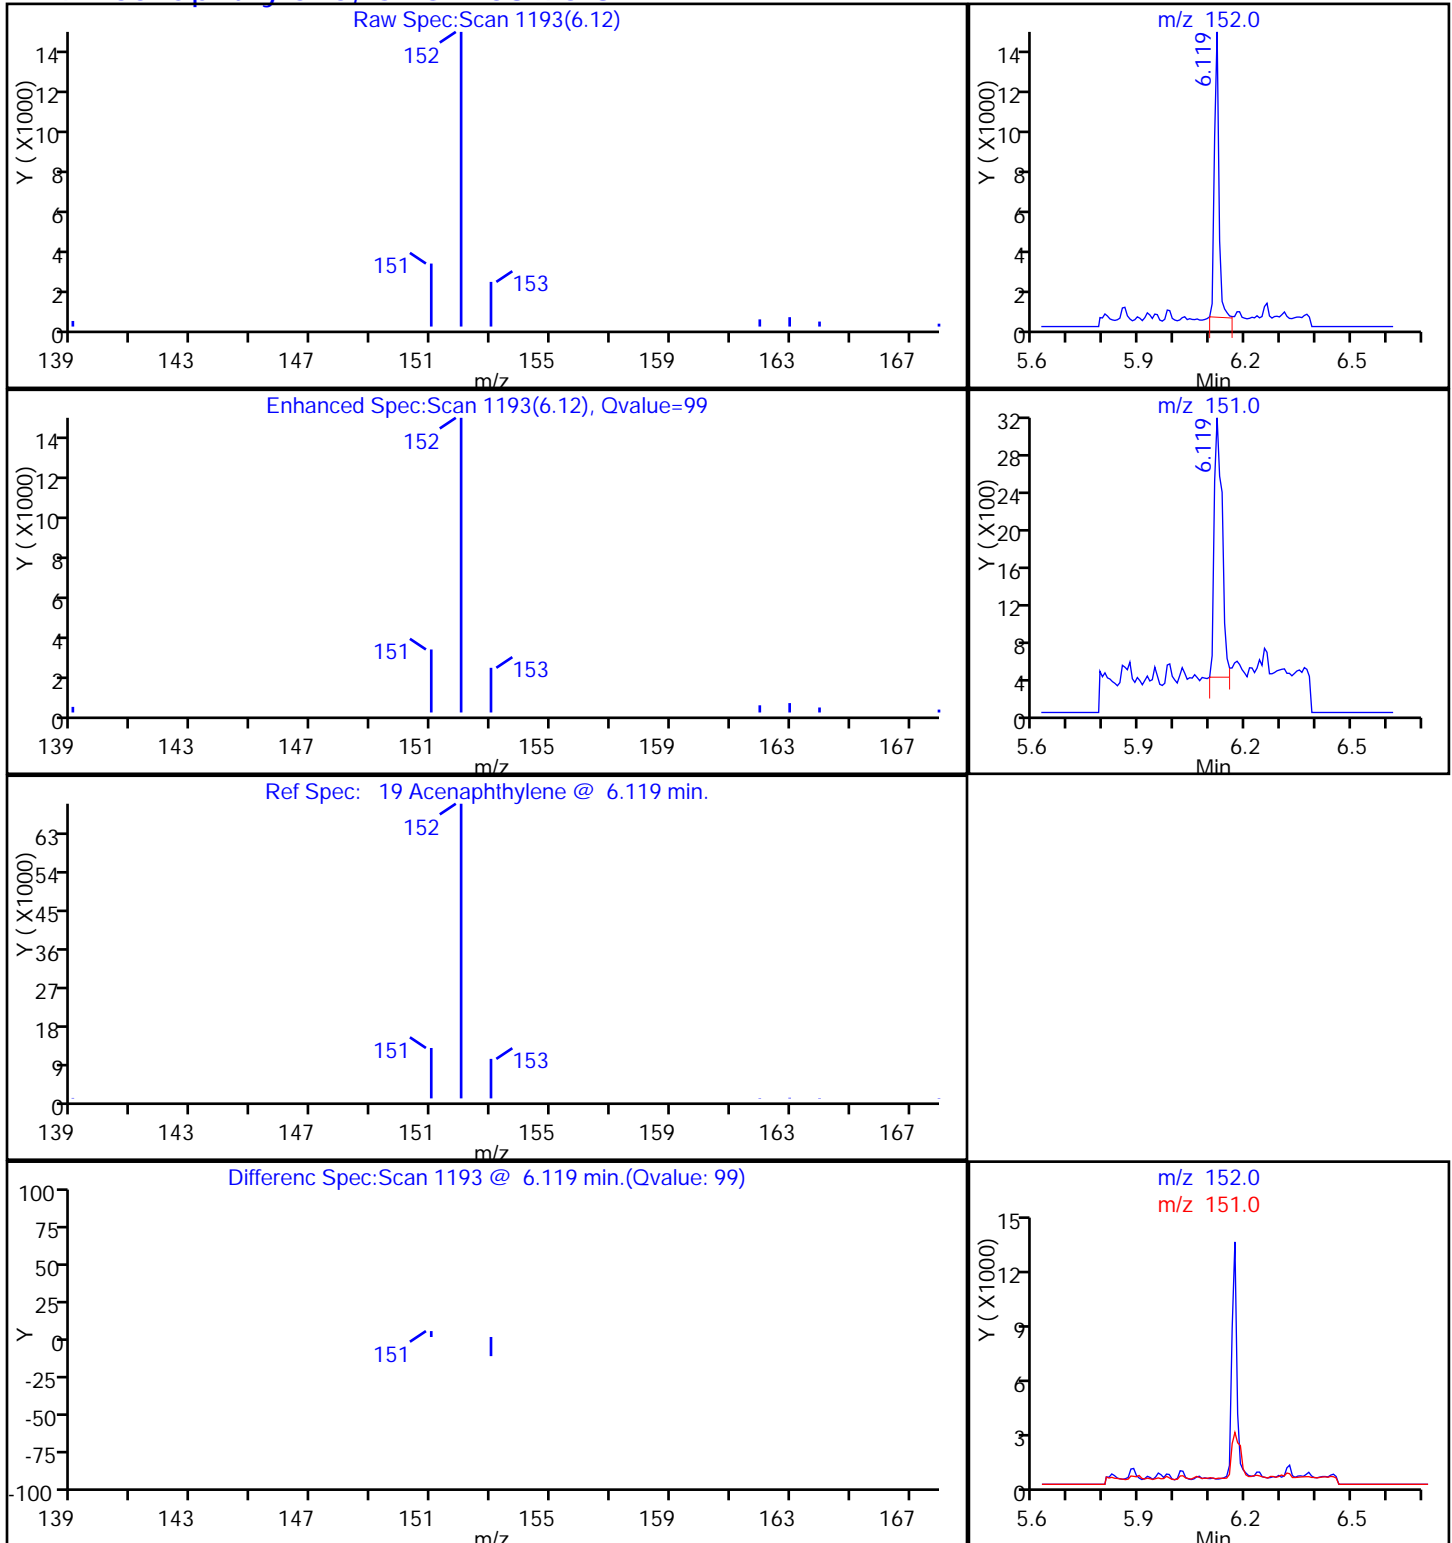 Raw Spec:Scan 1193(6.12)
14
12
10
8
6
4
2
0
Y ( X1000)
152
151
153
139 143 147 151 155 159 163 167
m/z
m/z 152.0
14
12
10
8
6
4
2
0
Y ( X1000)
6.119
5.6 5.9 6.2 6.5
Min
Enhanced Spec:Scan 1193(6.12), Qvalue=99
14
12
10
8
6
4
2
0
Y ( X1000)
152
151
153
139 143 147 151 155 159 163 167
m/z
m/z 151.0
32
28
24
20
16
12
8
4
0
Y ( X100)
6.119
5.6 5.9 6.2 6.5
Min
Ref Spec: 19 Acenaphthylene @ 6.119 min.
63
54
45
36
27
18
9
0
Y ( X1000)
152
151
153
139 143 147 151 155 159 163 167
m/z
Differenc Spec:Scan 1193 @ 6.119 min.(Qvalue: 99)
100
75
50
25
0
-25
-50
-75
-100
Y
151
139 143 147 151 155 159 163 167
m/z
m/z 152.0
m/z 151.0
15
12
9
6
3
0
Y ( X1000)
5.6 5.9 6.2 6.5
Min